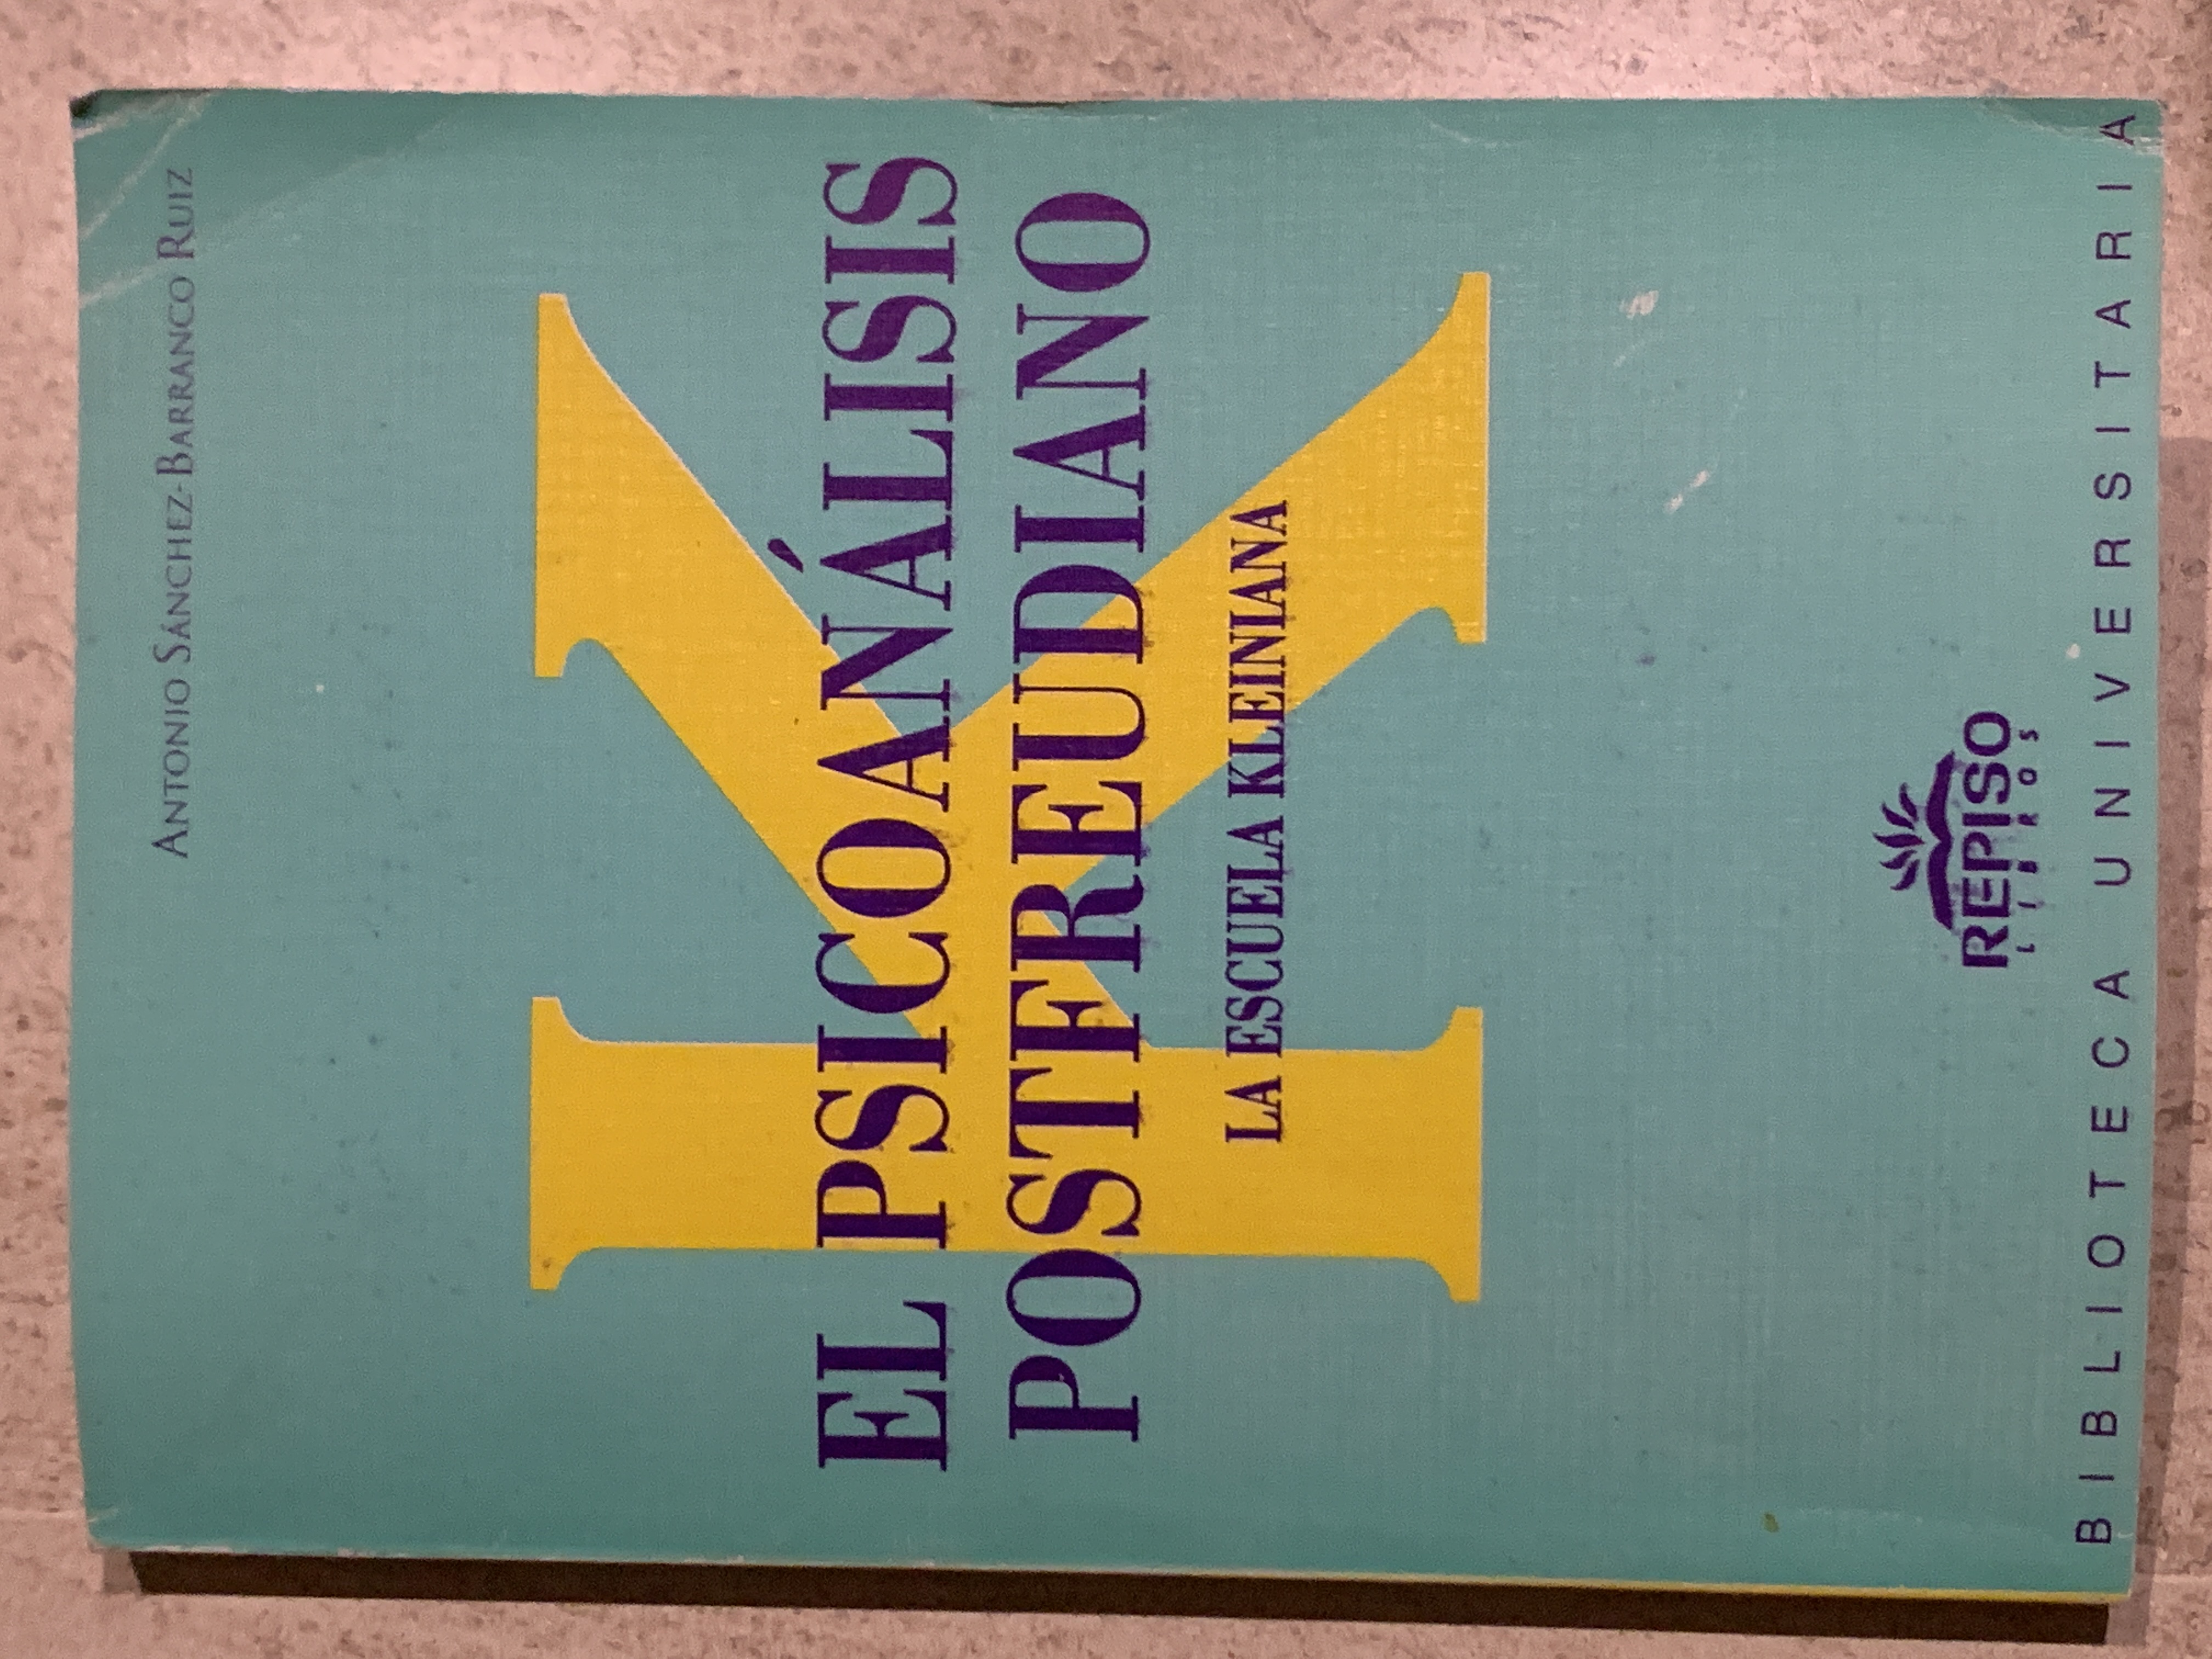 ANTONIO SÁNCHEZ-BARRANCO RUIZ
K
EL PSICOANÁLISIS
POSTFREUDIANO
LA ESCUELA KLEINIANA
REPISO
LIBROS
BIBLIOTECA UNIVERSITARIA